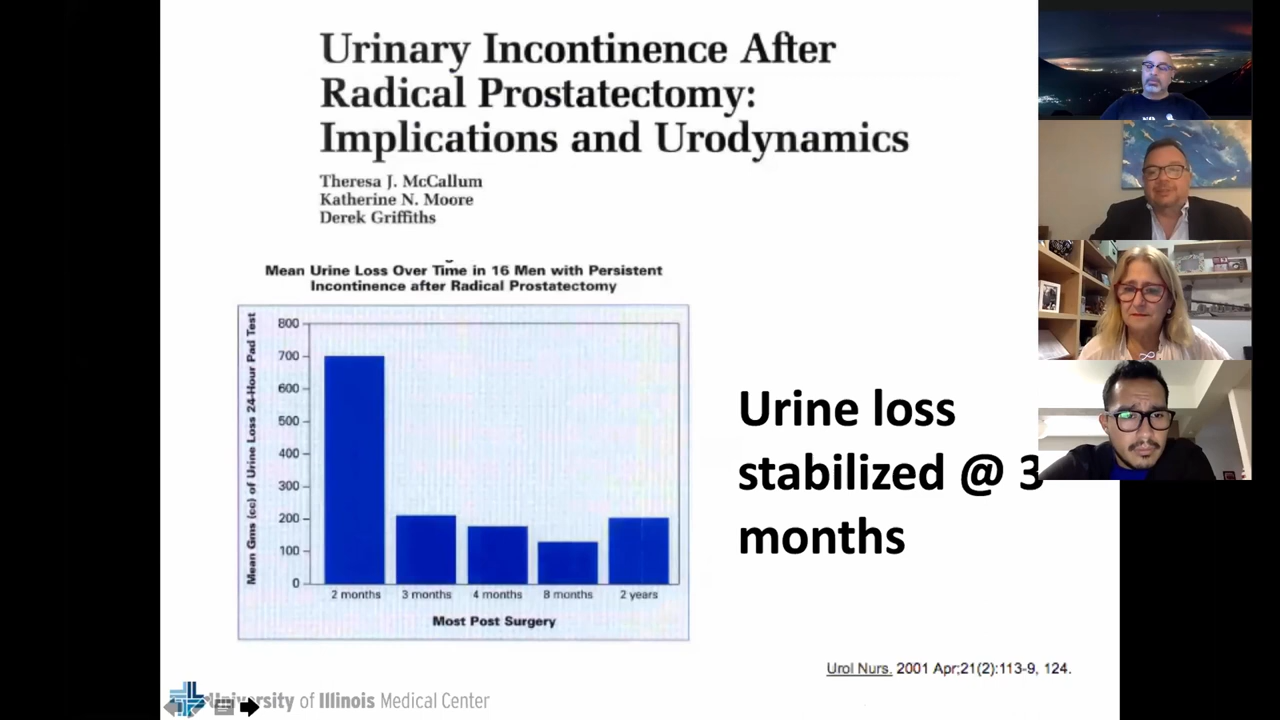 Urinary Incontinence After
Radical Prostatectomy:
Implications and Urodynamics
Theresa J. McCallum
Katherine N. Moore
Derek Griffiths
Mean Urine Loss Over Time in 16 Men with Persistent
Incontinence after Radical Prostatectomy
Mean Gms (cc) of Urine Loss 24-Hour Pad Test
800
700
600
500
400
300
200
100
0
2 months 3 months 4 months 8 months 2 years
Most Post Surgery
Urine loss
stabilized @ 3
months
Urol Nurs. 2001 Apr;21(2):113-9, 124.
University of Illinois Medical Center